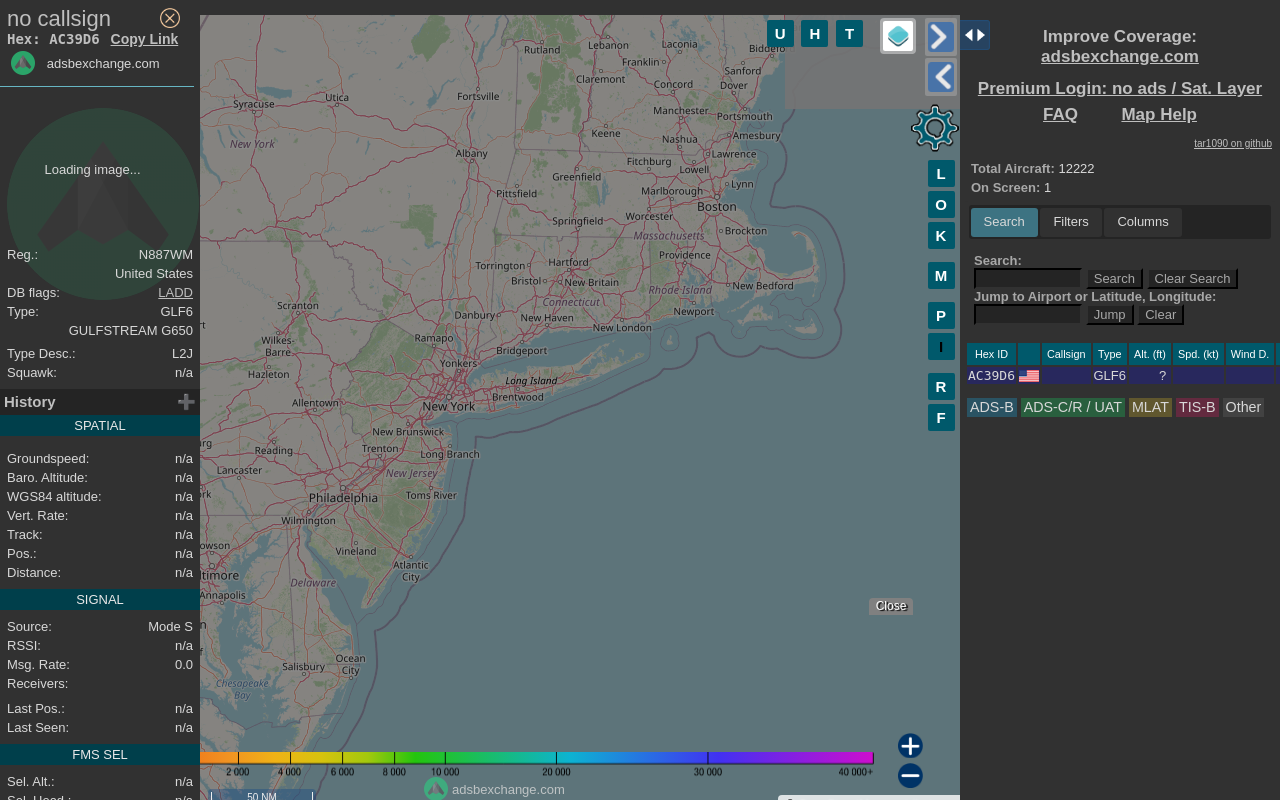 no callsign
Hex: AC39D6 Copy Link
adsbexchange.com
Loading image...
Reg.: N887WM
United States
DB flags: LADD
Type: GLF6
GULFSTREAM G650
Type Desc.: L2J
Squawk: n/a
History
SPATIAL
Groundspeed: n/a
Baro. Altitude: n/a
WGS84 altitude: n/a
Vert. Rate: n/a
Track: n/a
Pos.: n/a
Distance: n/a
SIGNAL
Source: Mode S
RSSI: n/a
Msg. Rate: 0.0
Receivers:
Last Pos.: n/a
Last Seen: n/a
FMS SEL
Sel. Alt.: n/a
U H T
Rutland
Lebanon
Laconia
Franklin
Claremont
Sanford
Concord
Dover
Utica
Syracuse
Fortsville
Manchester
Portsmouth
Keene
Nashua
Amesbury
New York
Albany
Fitchburg
Lawrence
Lowell
Greenfield
Lynn
Pittsfield
Marlborough
Boston
Springfield
Worcester
Brockton
Massachusetts
Providence
Torrington
Hartford
Bristol
New Britain
Rhode Island
New Bedford
Connecticut
Scranton
Danbury
New Haven
New London
Newport
Wilkes-
Barre
Ramapo
Bridgeport
Yonkers
Hazleton
Long Island
Brentwood
Allentown
New York
New Brunswick
Reading
Trenton
Long Branch
Lancaster
New Jersey
Philadelphia
Toms River
Wilmington
Vineland
Atlantic
City
Delaware
Annapolis
Ocean
City
Salisbury
Chesapeake
Bay
L
O
K
M
P
I
R
F
Close
2 000 4 000 6 000 8 000 10 000 20 000 30 000 40 000+
adsbexchange.com
50 NM
Improve Coverage:
adsbexchange.com
Premium Login: no ads / Sat. Layer
FAQ Map Help
tar1090 on github
Total Aircraft: 12222
On Screen: 1
Search Filters Columns
Search:
Search Clear Search
Jump to Airport or Latitude, Longitude:
Jump Clear
Hex ID Callsign Type Alt. (ft) Spd. (kt) Wind D.
AC39D6 GLF6 ?
ADS-B ADS-C/R / UAT MLAT TIS-B Other